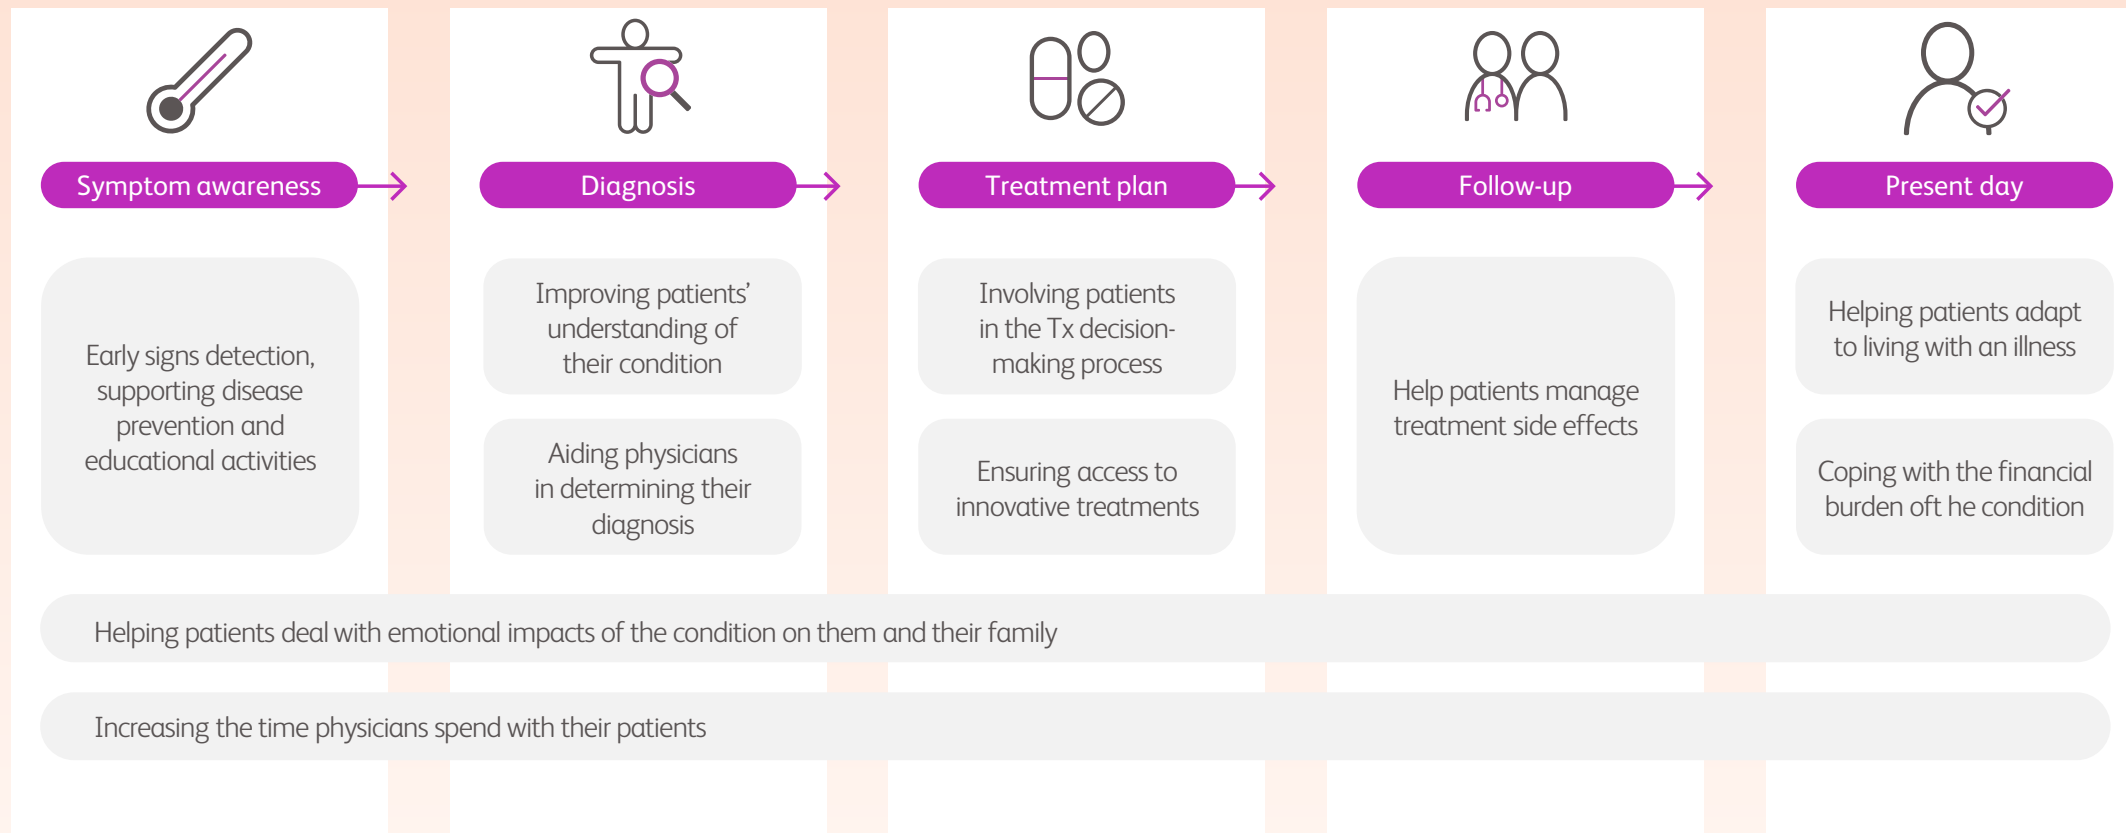 Symptom awareness
Diagnosis
Treatment plan
Follow-up
Present day
Early signs detection,
supporting disease
prevention and
educational activities
Improving patients’
understanding of
their condition
Aiding physicians
in determining their
diagnosis
Involving patients
in the Tx decision-
making process
Ensuring access to
innovative treatments
Help patients manage
treatment side effects
Helping patients adapt
to living with an illness
Coping with the financial
burden oft he condition
Helping patients deal with emotional impacts of the condition on them and their family
Increasing the time physicians spend with their patients